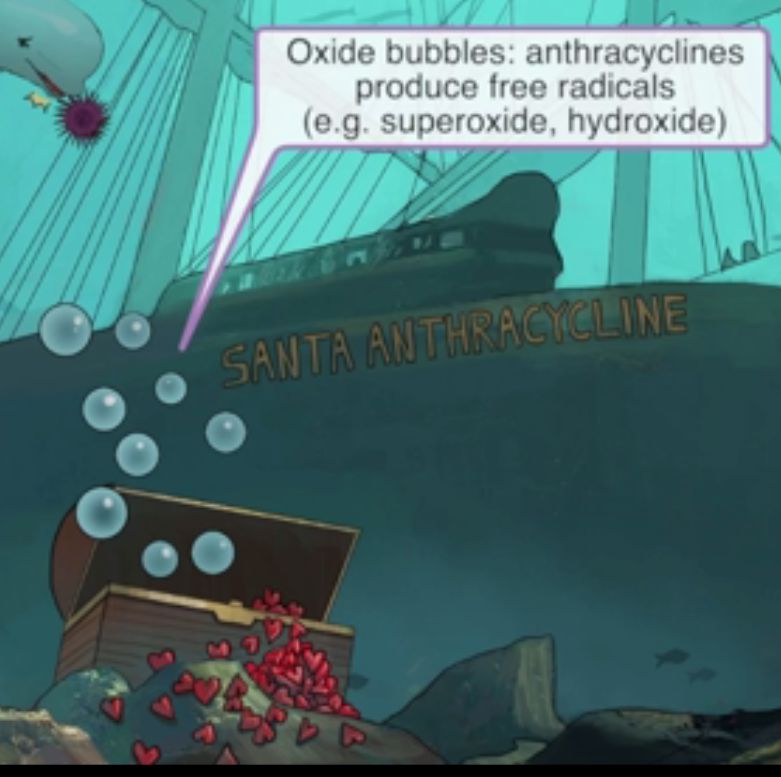 Oxide bubbles: anthracyclines
produce free radicals
(e.g. superoxide, hydroxide)
SANTA ANTHRACYCLINE